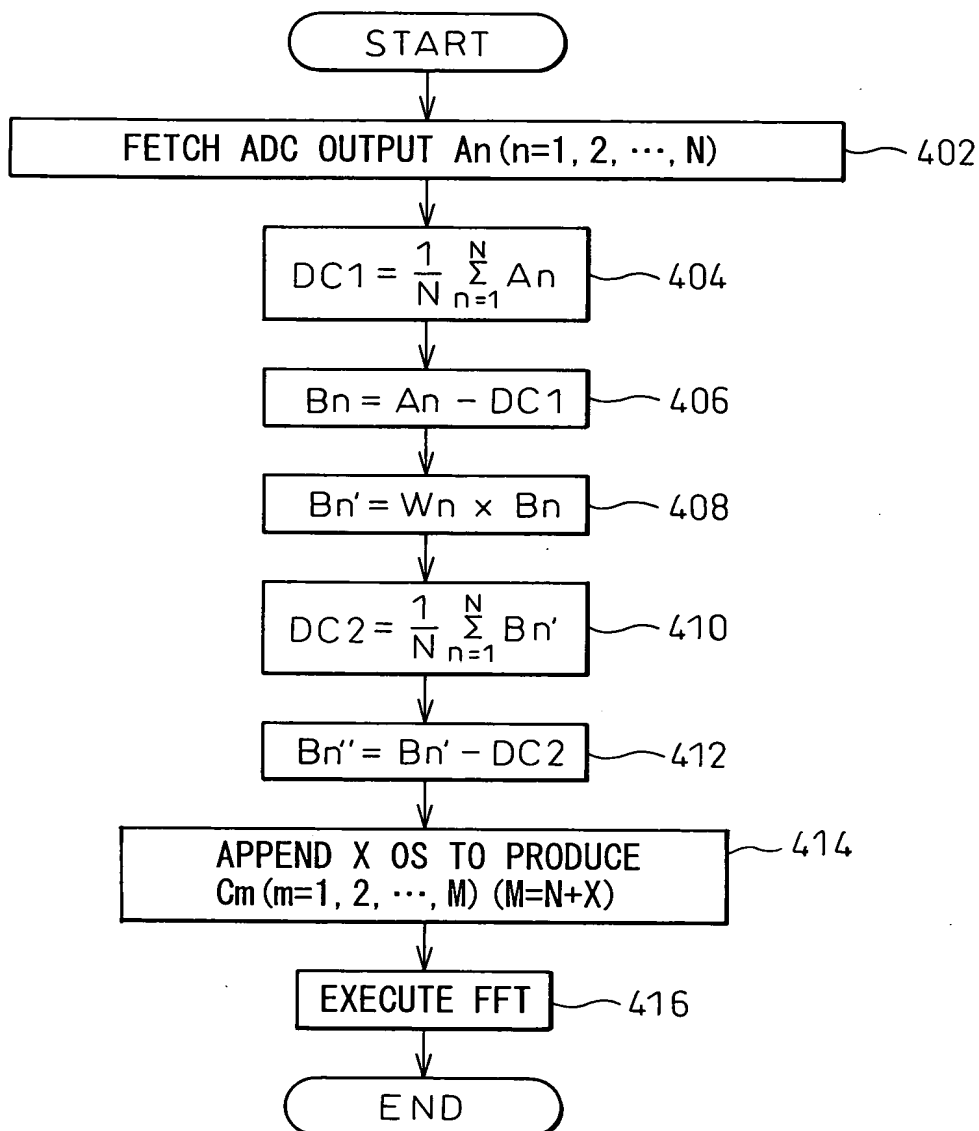 START
FETCH ADC OUTPUT An(n=1, 2, ⋯, N)
402
DC1 = 1/N Σ_{n=1}^{N} An
404
Bn = An − DC1
406
Bn' = Wn × Bn
408
DC2 = 1/N Σ_{n=1}^{N} Bn'
410
Bn'' = Bn' − DC2
412
APPEND X OS TO PRODUCE
Cm(m=1, 2, ⋯, M) (M=N+X)
414
EXECUTE FFT
416
END